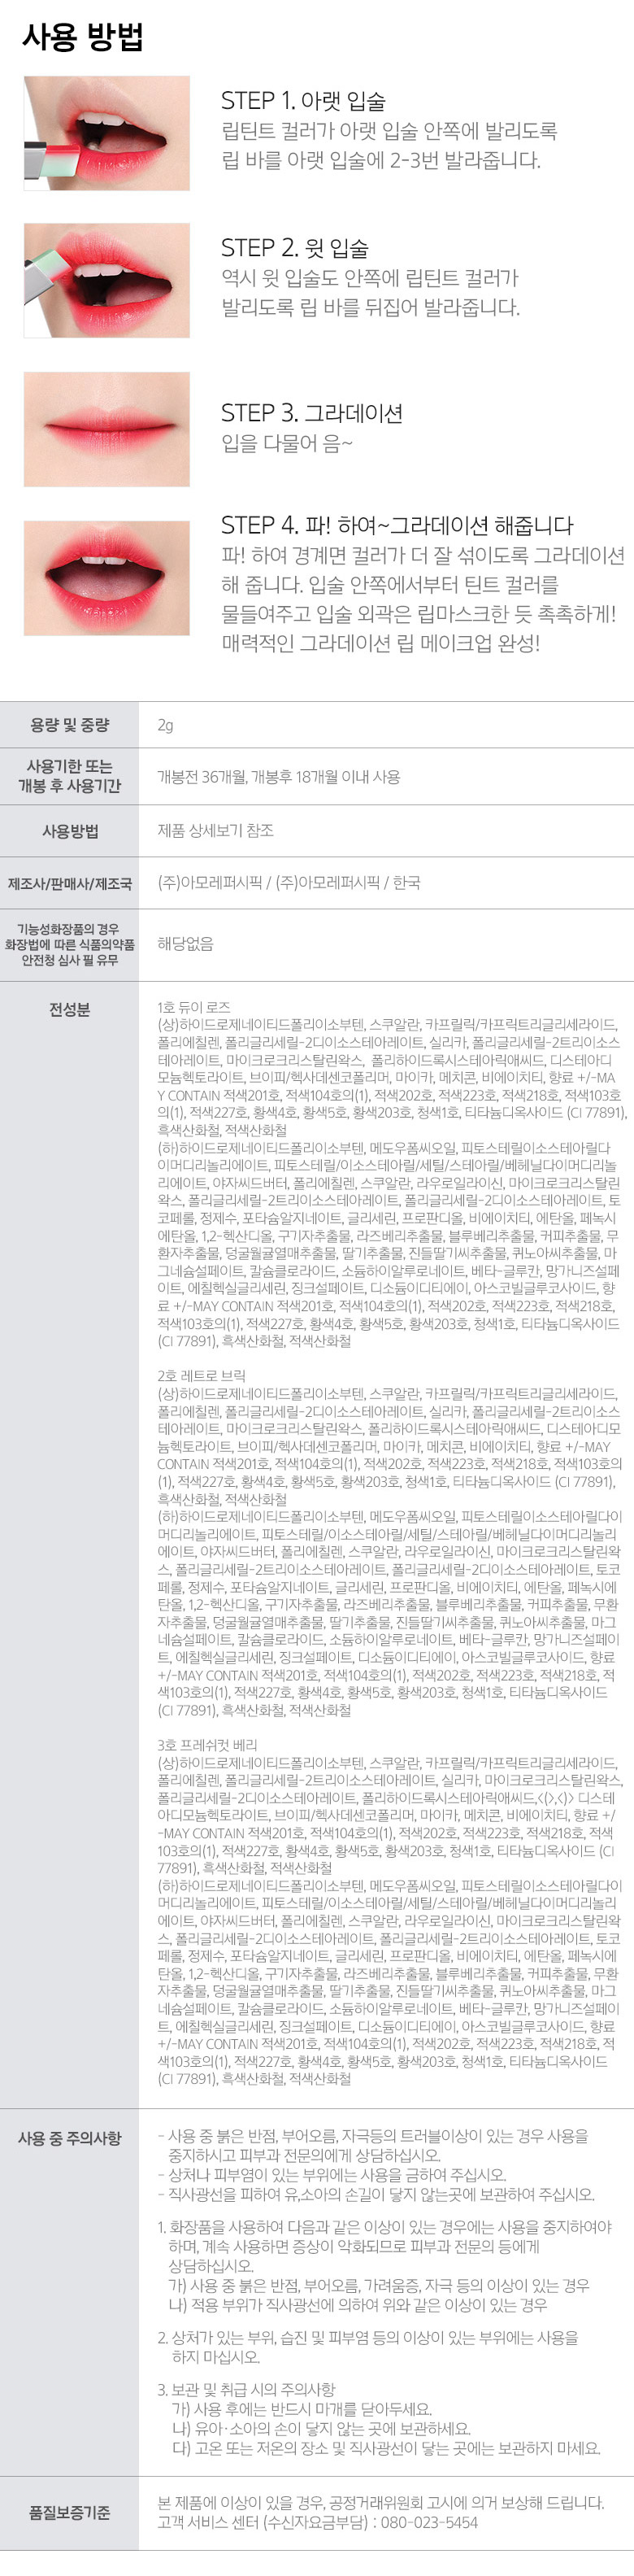 사용 방법
STEP 1. 아랫 입술
립틴트 컬러가 아랫 입술 안쪽에 발리도록
립 바를 아랫 입술에 2-3번 발라줍니다.
STEP 2. 윗 입술
역시 윗 입술도 안쪽에 립틴트 컬러가
발리도록 립 바를 뒤집어 발라줍니다.
STEP 3. 그라데이션
입을 다물어 음~
STEP 4. 파! 하여~그라데이션 해줍니다
파! 하여 경계면 컬러가 더 잘 섞이도록 그라데이션
해 줍니다. 입술 안쪽에서부터 틴트 컬러를
물들여주고 입술 외곽은 립마스크한 듯 촉촉하게!
매력적인 그라데이션 립 메이크업 완성!
용량 및 중량
2g
사용기한 또는
개봉 후 사용기간
개봉전 36개월, 개봉후 18개월 이내 사용
사용방법
제품 상세보기 참조
제조사/판매사/제조국
(주)아모레퍼시픽 / (주)아모레퍼시픽 / 한국
기능성화장품의 경우
화장법에 따른 식품의약품
안전청 심사 필 유무
해당없음
전성분
1호 듀이 로즈
(상)하이드로제네이티드폴리이소부텐, 스쿠알란, 카프릴릭/카프릭트리글리세라이드,
폴리에칠렌, 폴리글리세릴-2디이소스테아레이트, 실리카, 폴리글리세릴-2트리이소스
테아레이트, 마이크로크리스탈린왁스, 폴리하이드록시스테아릭애씨드, 디스테아디
모늄헥토라이트, 브이피/헥사데센코폴리머, 마이카, 메치콘, 비에이치티, 향료 +/-MA
Y CONTAIN 적색201호, 적색104호의(1), 적색202호, 적색223호, 적색218호, 적색103호
의(1), 적색227호, 황색4호, 황색5호, 황색203호, 청색1호, 티타늄디옥사이드 (CI 77891),
흑색산화철, 적색산화철
(하)하이드로제네이티드폴리이소부텐, 메도우폼씨오일, 피토스테릴이소스테아릴다
이머디리놀리에이트, 피토스테릴/이소스테아릴/세틸/스테아릴/베헤닐다이머디리놀
리에이트, 야자씨드버터, 폴리에칠렌, 스쿠알란, 라우로일라이신, 마이크로크리스탈린
왁스, 폴리글리세릴-2트리이소스테아레이트, 폴리글리세릴-2디이소스테아레이트, 토
코페롤, 정제수, 포타슘알지네이트, 글리세린, 프로판디올, 비에이치티, 에탄올, 페녹시
에탄올, 1,2-헥산디올, 구기자추출물, 라즈베리추출물, 블루베리추출물, 커피추출물, 무
환자추출물, 덩굴월귤열매추출물, 딸기추출물, 진들딸기씨추출물, 퀴노아씨추출물, 마
그네슘설페이트, 칼슘클로라이드, 소듐하이알루로네이트, 베타-글루칸, 망가니즈설페
이트, 에칠헥실글리세린, 징크설페이트, 디소듐이디티에이, 아스코빌글루코사이드, 향
료 +/-MAY CONTAIN 적색201호, 적색104호의(1), 적색202호, 적색223호, 적색218호,
적색103호의(1), 적색227호, 황색4호, 황색5호, 황색203호, 청색1호, 티타늄디옥사이드
(CI 77891), 흑색산화철, 적색산화철
2호 레트로 브릭
(상)하이드로제네이티드폴리이소부텐, 스쿠알란, 카프릴릭/카프릭트리글리세라이드,
폴리에칠렌, 폴리글리세릴-2디이소스테아레이트, 실리카, 폴리글리세릴-2트리이소스
테아레이트, 마이크로크리스탈린왁스, 폴리하이드록시스테아릭애씨드, 디스테아디모
늄헥토라이트, 브이피/헥사데센코폴리머, 마이카, 메치콘, 비에이치티, 향료 +/-MAY
CONTAIN 적색201호, 적색104호의(1), 적색202호, 적색223호, 적색218호, 적색103호의
(1), 적색227호, 황색4호, 황색5호, 황색203호, 청색1호, 티타늄디옥사이드 (CI 77891),
흑색산화철, 적색산화철
(하)하이드로제네이티드폴리이소부텐, 메도우폼씨오일, 피토스테릴이소스테아릴다이
머디리놀리에이트, 피토스테릴/이소스테아릴/세틸/스테아릴/베헤닐다이머디리놀리
에이트, 야자씨드버터, 폴리에칠렌, 스쿠알란, 라우로일라이신, 마이크로크리스탈린왁
스, 폴리글리세릴-2트리이소스테아레이트, 폴리글리세릴-2디이소스테아레이트, 토코
페롤, 정제수, 포타슘알지네이트, 글리세린, 프로판디올, 비에이치티, 에탄올, 페녹시에
탄올, 1,2-헥산디올, 구기자추출물, 라즈베리추출물, 블루베리추출물, 커피추출물, 무환
자추출물, 덩굴월귤열매추출물, 딸기추출물, 진들딸기씨추출물, 퀴노아씨추출물, 마그
네슘설페이트, 칼슘클로라이드, 소듐하이알루로네이트, 베타-글루칸, 망가니즈설페이
트, 에칠헥실글리세린, 징크설페이트, 디소듐이디티에이, 아스코빌글루코사이드, 향료
+/-MAY CONTAIN 적색201호, 적색104호의(1), 적색202호, 적색223호, 적색218호, 적
색103호의(1), 적색227호, 황색4호, 황색5호, 황색203호, 청색1호, 티타늄디옥사이드
(CI 77891), 흑색산화철, 적색산화철
3호 프레쉬컷 베리
(상)하이드로제네이티드폴리이소부텐, 스쿠알란, 카프릴릭/카프릭트리글리세라이드,
폴리에칠렌, 폴리글리세릴-2트리이소스테아레이트, 실리카, 마이크로크리스탈린왁스,
폴리글리세릴-2디이소스테아레이트, 폴리하이드록시스테아릭애씨드,<(>,<)> 디스테
아디모늄헥토라이트, 브이피/헥사데센코폴리머, 마이카, 메치콘, 비에이치티, 향료 +/
-MAY CONTAIN 적색201호, 적색104호의(1), 적색202호, 적색223호, 적색218호, 적색
103호의(1), 적색227호, 황색4호, 황색5호, 황색203호, 청색1호, 티타늄디옥사이드 (CI
77891), 흑색산화철, 적색산화철
(하)하이드로제네이티드폴리이소부텐, 메도우폼씨오일, 피토스테릴이소스테아릴다이
머디리놀리에이트, 피토스테릴/이소스테아릴/세틸/스테아릴/베헤닐다이머디리놀리
에이트, 야자씨드버터, 폴리에칠렌, 스쿠알란, 라우로일라이신, 마이크로크리스탈린왁
스, 폴리글리세릴-2디이소스테아레이트, 폴리글리세릴-2트리이소스테아레이트, 토코
페롤, 정제수, 포타슘알지네이트, 글리세린, 프로판디올, 비에이치티, 에탄올, 페녹시에
탄올, 1,2-헥산디올, 구기자추출물, 라즈베리추출물, 블루베리추출물, 커피추출물, 무환
자추출물, 덩굴월귤열매추출물, 딸기추출물, 진들딸기씨추출물, 퀴노아씨추출물, 마그
네슘설페이트, 칼슘클로라이드, 소듐하이알루로네이트, 베타-글루칸, 망가니즈설페이
트, 에칠헥실글리세린, 징크설페이트, 디소듐이디티에이, 아스코빌글루코사이드, 향료
+/-MAY CONTAIN 적색201호, 적색104호의(1), 적색202호, 적색223호, 적색218호, 적
색103호의(1), 적색227호, 황색4호, 황색5호, 황색203호, 청색1호, 티타늄디옥사이드
(CI 77891), 흑색산화철, 적색산화철
사용 중 주의사항
- 사용 중 붉은 반점, 부어오름, 자극등의 트러블이상이 있는 경우 사용을
중지하시고 피부과 전문의에게 상담하십시오.
- 상처나 피부염이 있는 부위에는 사용을 금하여 주십시오.
- 직사광선을 피하여 유,소아의 손길이 닿지 않는곳에 보관하여 주십시오.
1. 화장품을 사용하여 다음과 같은 이상이 있는 경우에는 사용을 중지하여야
하며, 계속 사용하면 증상이 악화되므로 피부과 전문의 등에게
상담하십시오.
가) 사용 중 붉은 반점, 부어오름, 가려움증, 자극 등의 이상이 있는 경우
나) 적용 부위가 직사광선에 의하여 위와 같은 이상이 있는 경우
2. 상처가 있는 부위, 습진 및 피부염 등의 이상이 있는 부위에는 사용을
하지 마십시오.
3. 보관 및 취급 시의 주의사항
가) 사용 후에는 반드시 마개를 닫아두세요.
나) 유아·소아의 손이 닿지 않는 곳에 보관하세요.
다) 고온 또는 저온의 장소 및 직사광선이 닿는 곳에는 보관하지 마세요.
품질보증기준
본 제품에 이상이 있을 경우, 공정거래위원회 고시에 의거 보상해 드립니다.
고객 서비스 센터 (수신자요금부담) : 080-023-5454